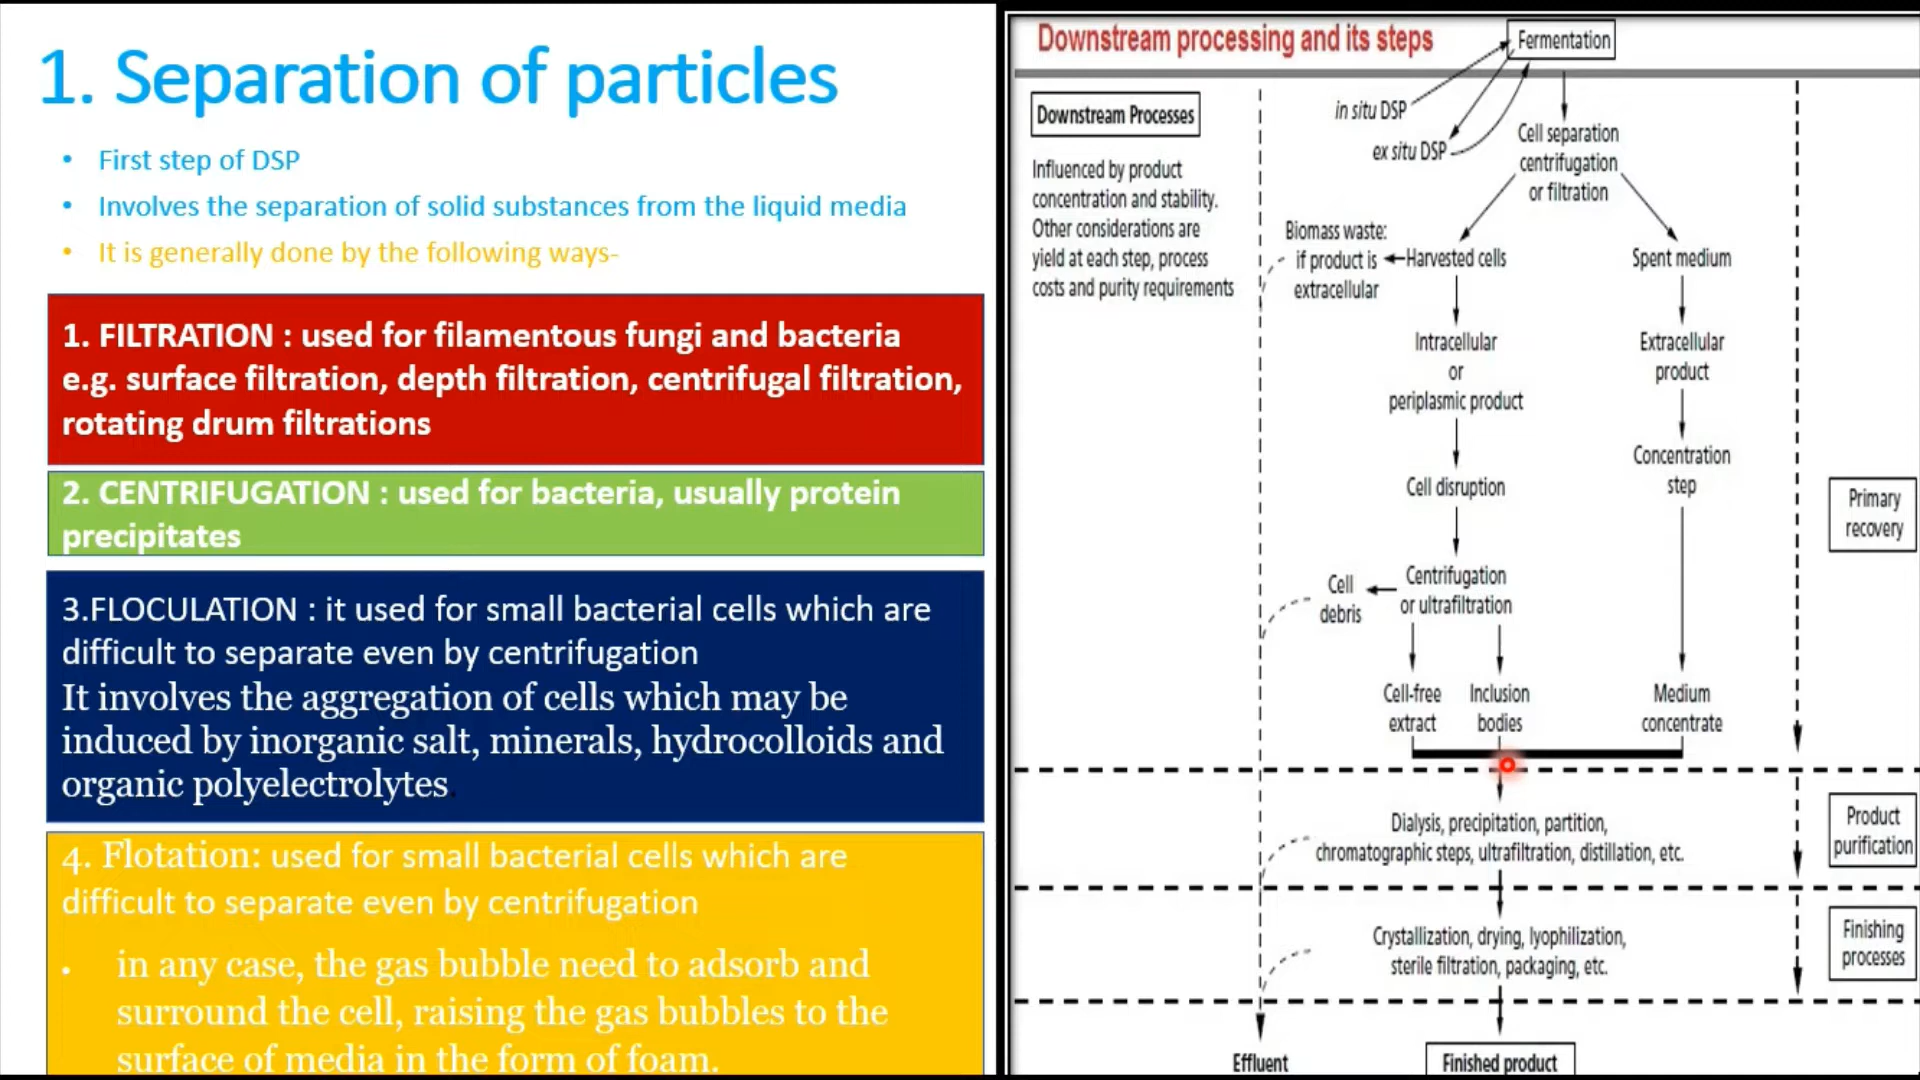 1. Separation of particles
• First step of DSP
• Involves the separation of solid substances from the liquid media
• It is generally done by the following ways-
1. FILTRATION : used for filamentous fungi and bacteria
e.g. surface filtration, depth filtration, centrifugal filtration,
rotating drum filtrations
2. CENTRIFUGATION : used for bacteria, usually protein
precipitates
3.FLOCULATION : it used for small bacterial cells which are
difficult to separate even by centrifugation
It involves the aggregation of cells which may be
induced by inorganic salt, minerals, hydrocolloids and
organic polyelectrolytes.
4. Flotation: used for small bacterial cells which are
difficult to separate even by centrifugation
• in any case, the gas bubble need to adsorb and
surround the cell, raising the gas bubbles to the
surface of media in the form of foam.
Downstream processing and its steps
Fermentation
in situ DSP
ex situ DSP
Downstream Processes
Influenced by product
concentration and stability.
Other considerations are
yield at each step, process
costs and purity requirements
Cell separation
centrifugation
or filtration
Biomass waste:
if product is
extracellular
Harvested cells
Spent medium
Intracellular
or
periplasmic product
Extracellular
product
Cell disruption
Concentration
step
Primary
recovery
Cell
debris
Centrifugation
or ultrafiltration
Cell-free
extract
Inclusion
bodies
Medium
concentrate
Dialysis, precipitation, partition,
chromatographic steps, ultrafiltration, distillation, etc.
Product
purification
Crystallization, drying, lyophilization,
sterile filtration, packaging, etc.
Finishing
processes
Effluent
Finished product